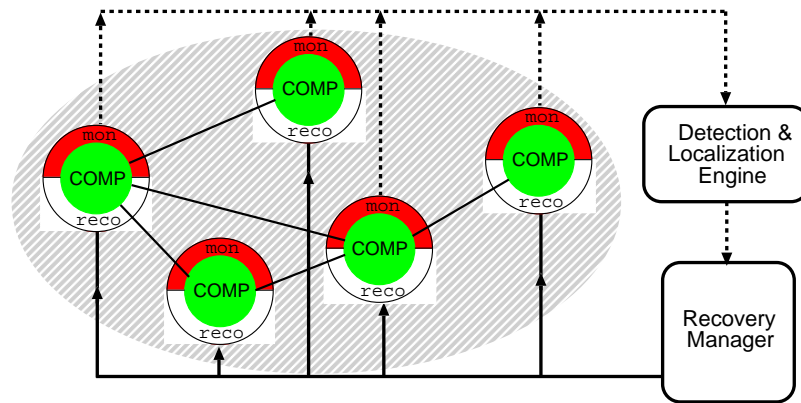 mon
COMP
reco
mon
COMP
reco
mon
COMP
reco
mon
COMP
reco
mon
COMP
reco
Detection &
Localization
Engine
Recovery
Manager